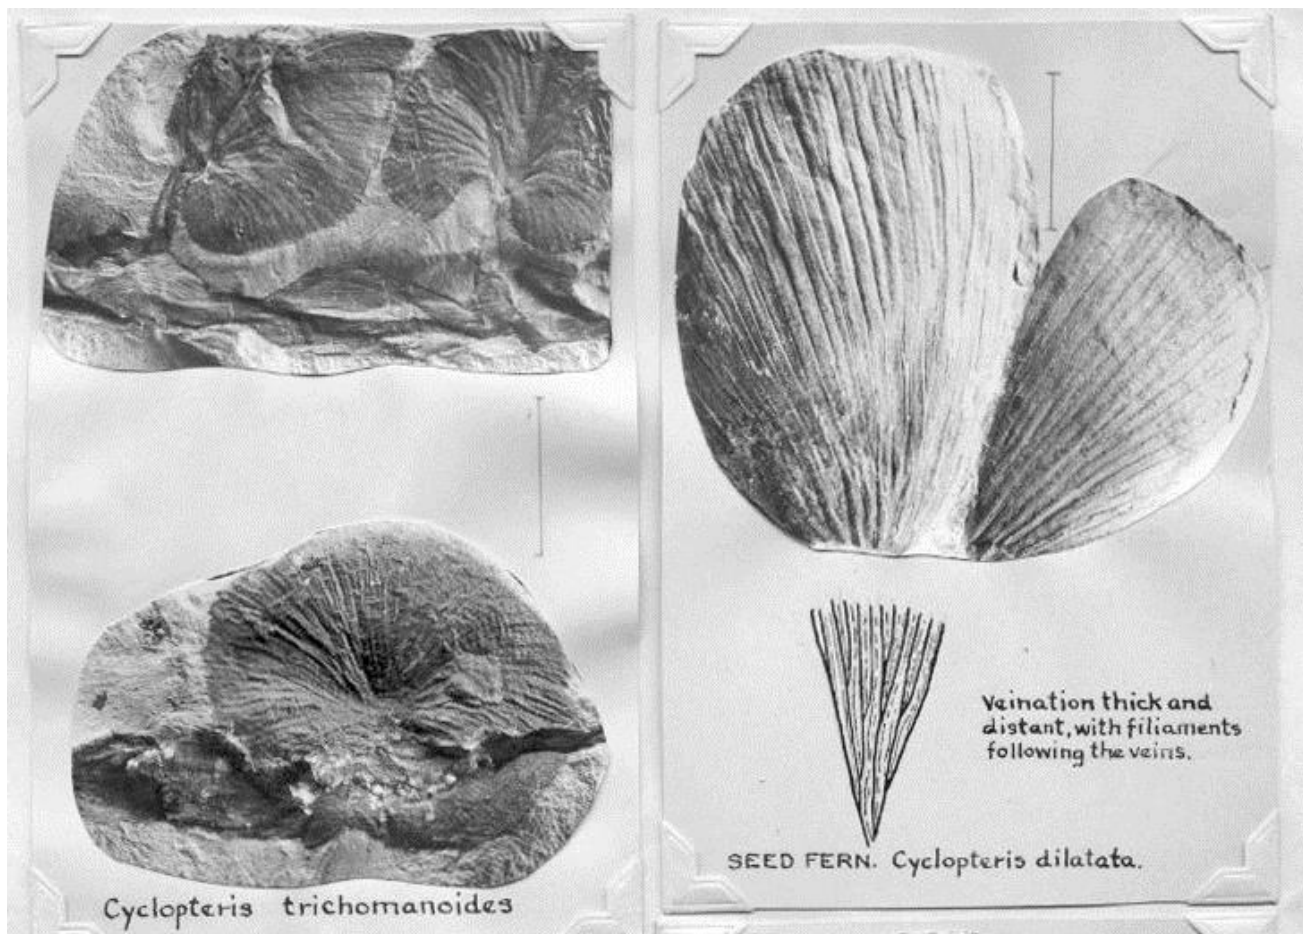 Cyclopteris trichomanoides
Veination thick and
distant, with filiaments
following the veins.
SEED FERN. Cyclopteris dilatata.